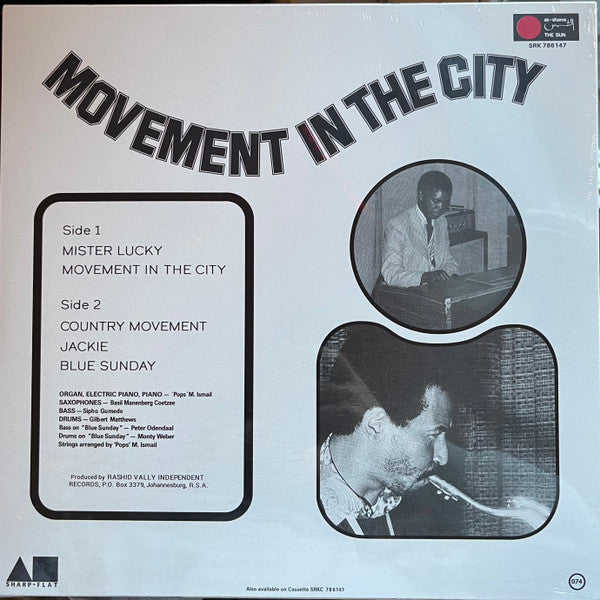 as-shams
الشمس
THE SUN
SRK 786147
MOVEMENT IN THE CITY
Side 1
MISTER LUCKY
MOVEMENT IN THE CITY
Side 2
COUNTRY MOVEMENT
JACKIE
BLUE SUNDAY
ORGAN, ELECTRIC PIANO, PIANO — 'Pops' M. Ismail
SAXOPHONES — Basil Manenberg Coetzee
BASS — Sipho Gumede
DRUMS — Gilbert Matthews
Bass on "Blue Sunday" — Peter Odendaal
Drums on "Blue Sunday" — Monty Weber
Strings arranged by 'Pops' M. Ismail
Produced by RASHID VALLY INDEPENDENT
RECORDS, P.O. Box 3379, Johannesburg, R.S.A.
SHARP-FLAT
Also available on Cassette SRKC 786147
074